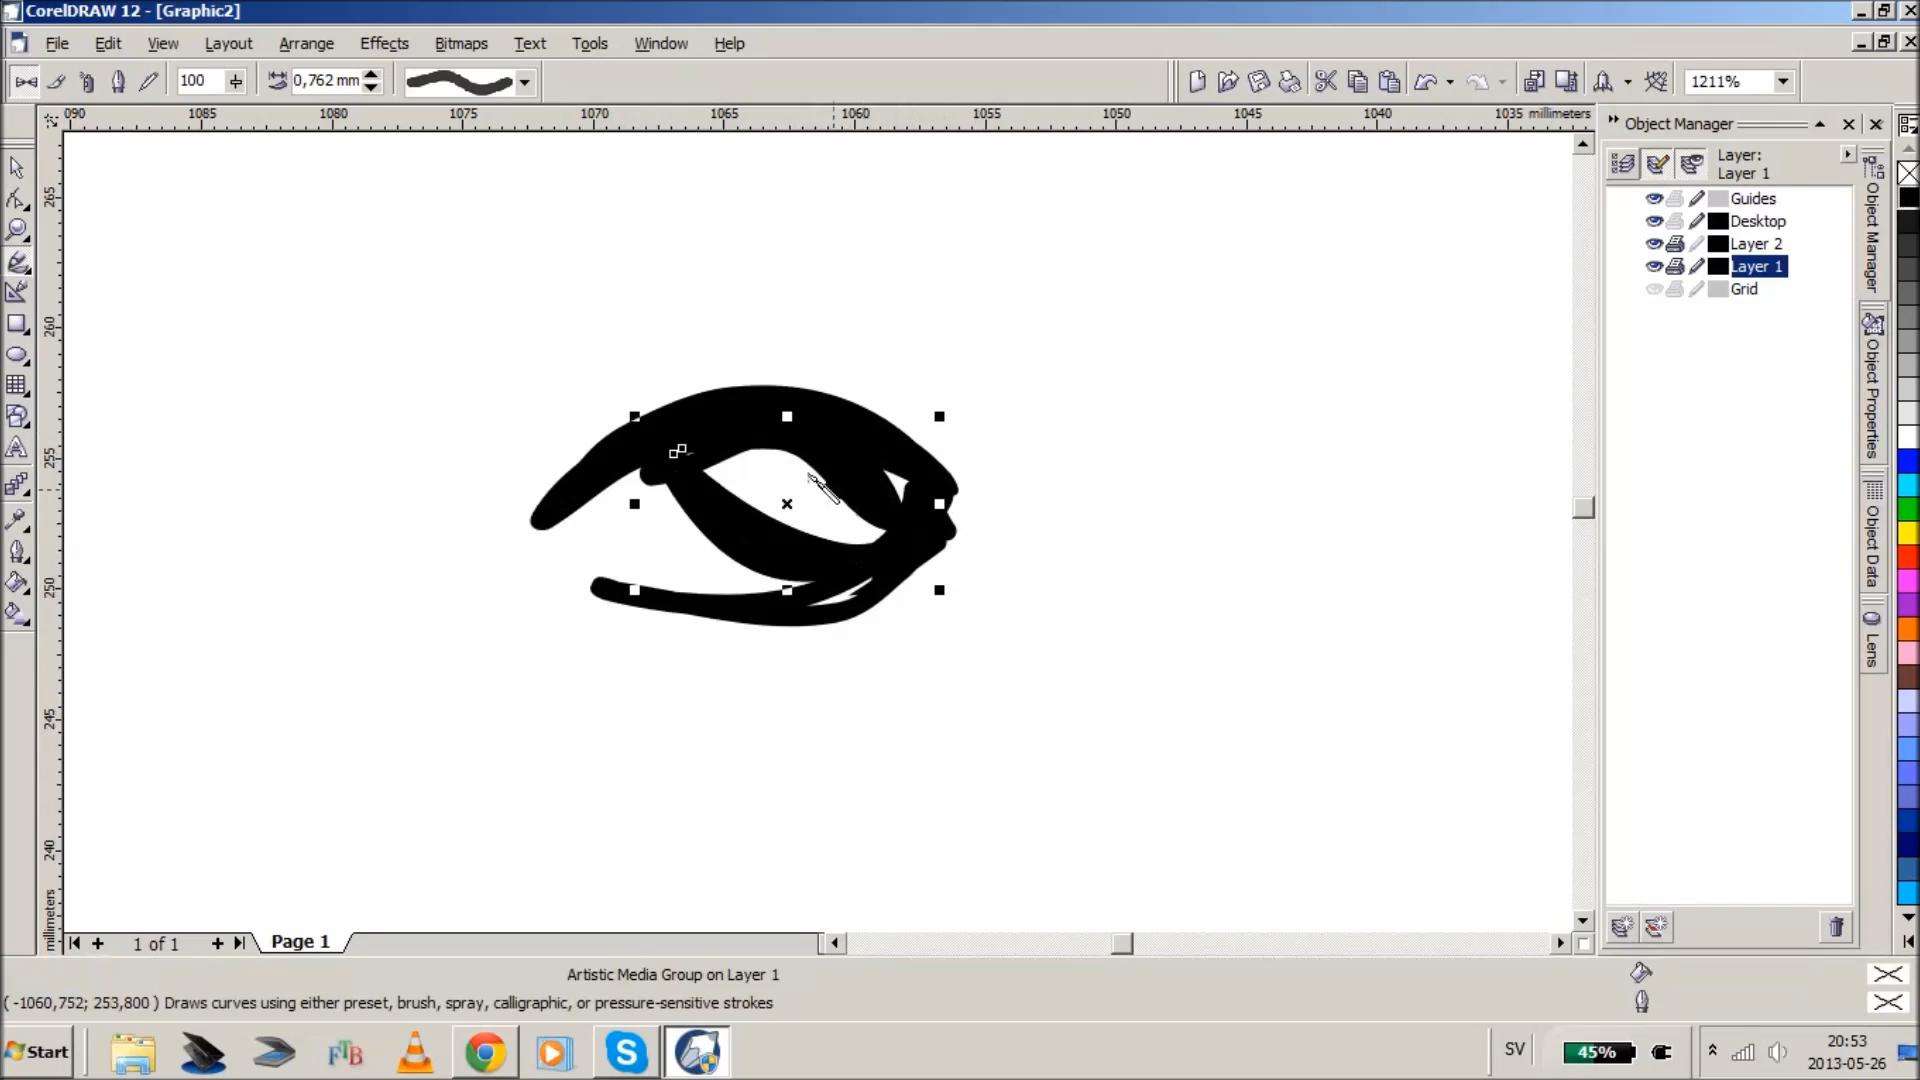 CorelDRAW 12 - [Graphic2]
File Edit View Layout Arrange Effects Bitmaps Text Tools Window Help
100 0,762 mm 1211%
090 1085 1080 1075 1070 1065 1060 1055 1050 1045 1040 1035 millimeters
265
260
255
250
245
240
millimeters
Object Manager
Layer:
Layer 1
Guides
Desktop
Layer 2
Layer 1
Grid
Object Manager
Object Properties
Object Data
Lens
1 of 1 Page 1
Artistic Media Group on Layer 1
( -1060,752; 253,800 ) Draws curves using either preset, brush, spray, calligraphic, or pressure-sensitive strokes
Start FTB SV 45% 20:53
2013-05-26